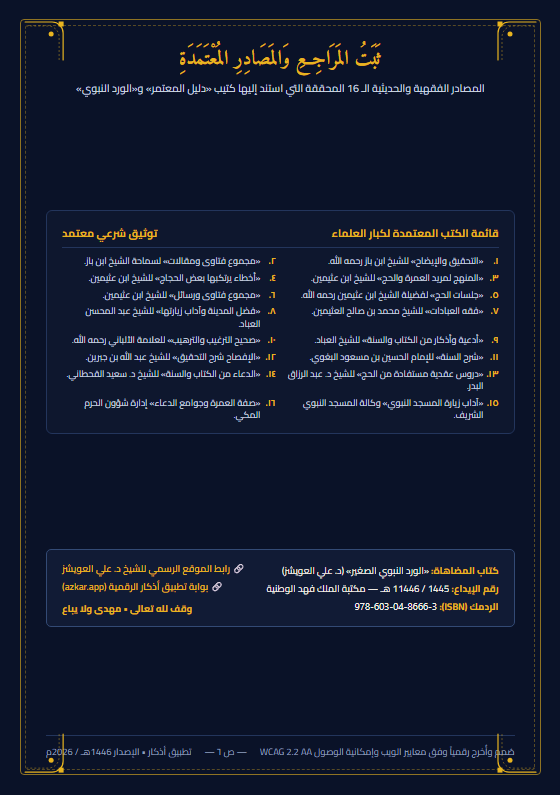 ثَبَتُ المَرَاجِعِ وَالمَصَادِرِ المُعْتَمَدَةِ
المصادر الفقهية والحديثية الـ 16 المحققة التي استند إليها كتيب «دليل المعتمر» و«الورد النبوي»
قائمة الكتب المعتمدة لكبار العلماء
توثيق شرعي معتمد
١. «التحقيق والإيضاح» للشيخ ابن باز رحمه الله.
٢. «مجموع فتاوى ومقالات» لسماحة الشيخ ابن باز.
٣. «المنهج لمريد العمرة والحج» للشيخ ابن عثيمين.
٤. «أخطاء يرتكبها بعض الحجاج» للشيخ ابن عثيمين.
٥. «جلسات الحج» لفضيلة الشيخ ابن عثيمين رحمه الله.
٦. «مجموع فتاوى ورسائل» للشيخ ابن عثيمين.
٧. «فقه العبادات» للشيخ محمد بن صالح العثيمين.
٨. «فضل المدينة وآداب زيارتها» للشيخ عبد المحسن
العباد.
٩. «أدعية وأذكار من الكتاب والسنة» للشيخ العباد.
١٠. «صحيح الترغيب والترهيب» للعلامة الألباني رحمه الله.
١١. «شرح السنة» للإمام الحسين بن مسعود البغوي.
١٢. «الإفصاح شرح التحقيق» للشيخ عبد الله بن جبرين.
١٣. «دروس عقدية مستفادة من الحج» للشيخ د. عبد الرزاق
البدر.
١٤. «الدعاء من الكتاب والسنة» للشيخ د. سعيد القحطاني.
١٥. «آداب زيارة المسجد النبوي» وكالة المسجد النبوي
الشريف.
١٦. «صفة العمرة وجوامع الدعاء» إدارة شؤون الحرم
المكي.
كتاب المضاهاة: «الورد النبوي الصغير» (د. علي العويشز)
رقم الإيداع: 1445 / 11446 هـ — مكتبة الملك فهد الوطنية
الردمك (ISBN): 978-603-04-8666-3
رابط الموقع الرسمي للشيخ د. علي العويشز
بوابة تطبيق أذكار الرقمية (azkar.app)
وقف لله تعالى • مهدى ولا يباع
صُمم وأُخرج رقمياً وفق معايير الويب وإمكانية الوصول WCAG 2.2 AA
— ص ٦ —
تطبيق أذكار • الإصدار 1446هـ / 2026م